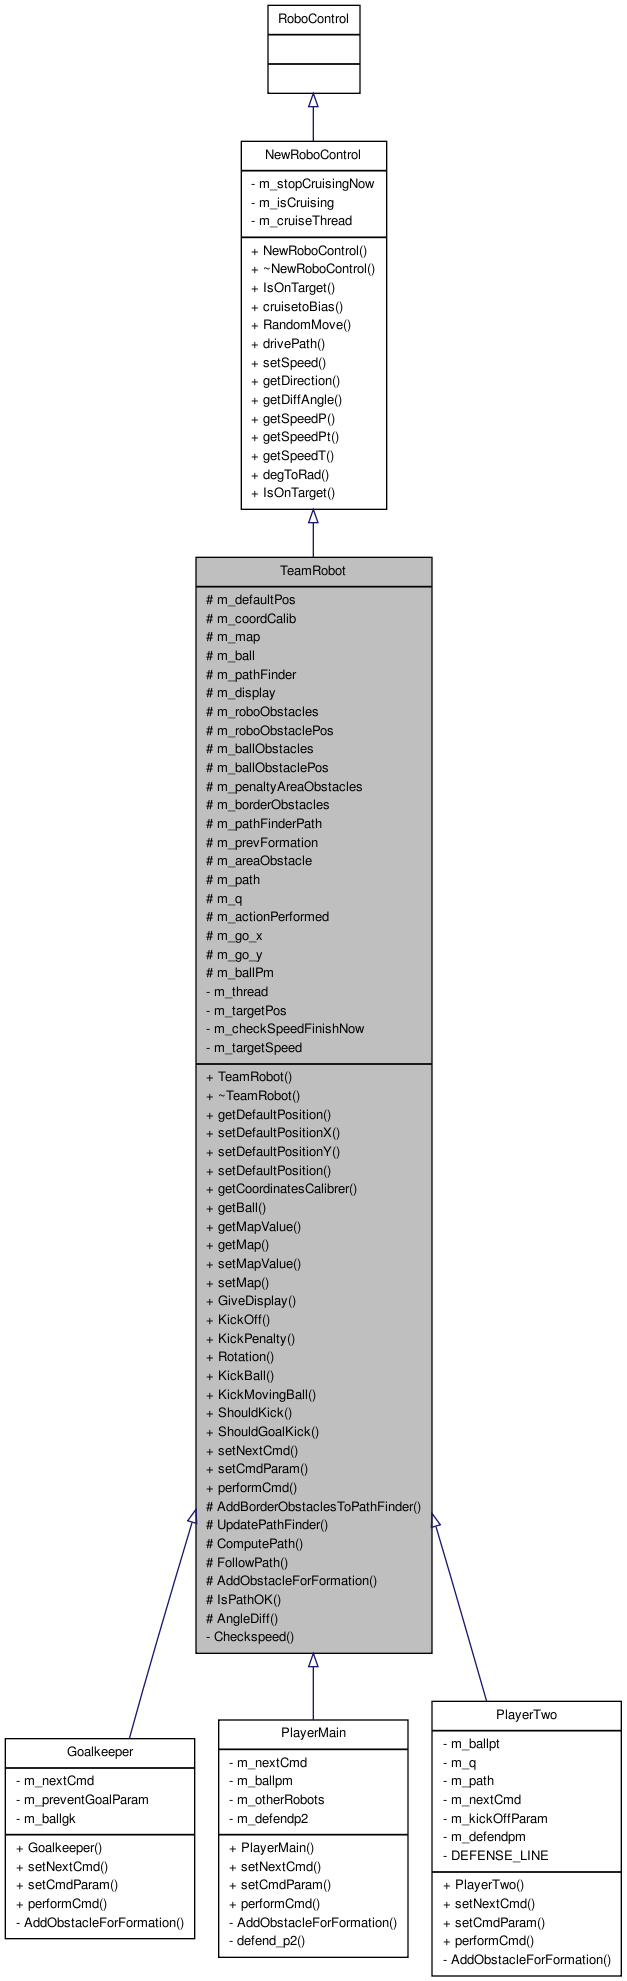 RoboControl
NewRoboControl
- m_stopCruisingNow
- m_isCruising
- m_cruiseThread
+ NewRoboControl()
+ ~NewRoboControl()
+ IsOnTarget()
+ cruisetoBias()
+ RandomMove()
+ drivePath()
+ setSpeed()
+ getDirection()
+ getDiffAngle()
+ getSpeedP()
+ getSpeedPt()
+ getSpeedT()
+ degToRad()
+ IsOnTarget()
TeamRobot
# m_defaultPos
# m_coordCalib
# m_map
# m_ball
# m_pathFinder
# m_display
# m_roboObstacles
# m_roboObstaclePos
# m_ballObstacles
# m_ballObstaclePos
# m_penaltyAreaObstacles
# m_borderObstacles
# m_pathFinderPath
# m_prevFormation
# m_areaObstacle
# m_path
# m_q
# m_actionPerformed
# m_go_x
# m_go_y
# m_ballPm
- m_thread
- m_targetPos
- m_checkSpeedFinishNow
- m_targetSpeed
+ TeamRobot()
+ ~TeamRobot()
+ getDefaultPosition()
+ setDefaultPositionX()
+ setDefaultPositionY()
+ setDefaultPosition()
+ getCoordinatesCalibrer()
+ getBall()
+ getMapValue()
+ getMap()
+ setMapValue()
+ setMap()
+ GiveDisplay()
+ KickOff()
+ KickPenalty()
+ Rotation()
+ KickBall()
+ KickMovingBall()
+ ShouldKick()
+ ShouldGoalKick()
+ setNextCmd()
+ setCmdParam()
+ performCmd()
# AddBorderObstaclesToPathFinder()
# UpdatePathFinder()
# ComputePath()
# FollowPath()
# AddObstacleForFormation()
# IsPathOK()
# AngleDiff()
- Checkspeed()
Goalkeeper
- m_nextCmd
- m_preventGoalParam
- m_ballgk
+ Goalkeeper()
+ setNextCmd()
+ setCmdParam()
+ performCmd()
- AddObstacleForFormation()
PlayerMain
- m_nextCmd
- m_ballpm
- m_otherRobots
- m_defendp2
+ PlayerMain()
+ setNextCmd()
+ setCmdParam()
+ performCmd()
- AddObstacleForFormation()
- defend_p2()
PlayerTwo
- m_ballpt
- m_q
- m_path
- m_nextCmd
- m_kickOffParam
- m_defendpm
- DEFENSE_LINE
+ PlayerTwo()
+ setNextCmd()
+ setCmdParam()
+ performCmd()
- AddObstacleForFormation()